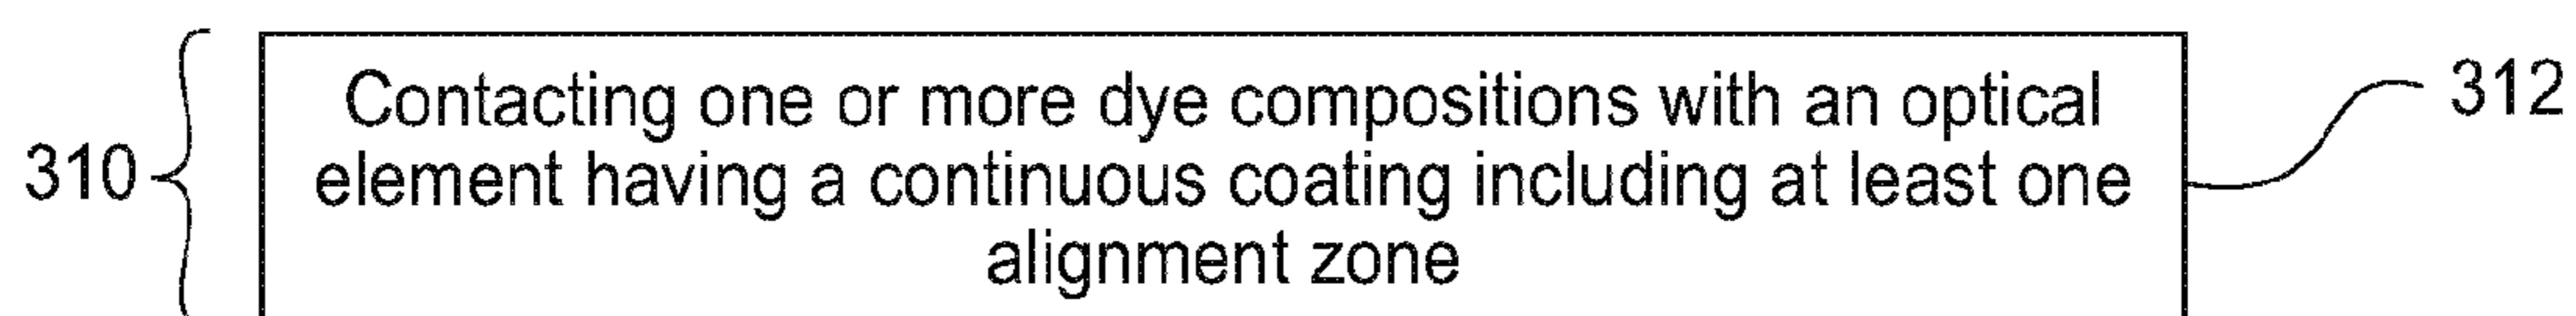 Contacting one or more dye compositions with an optical
element having a continuous coating including at least one
alignment zone
310
312